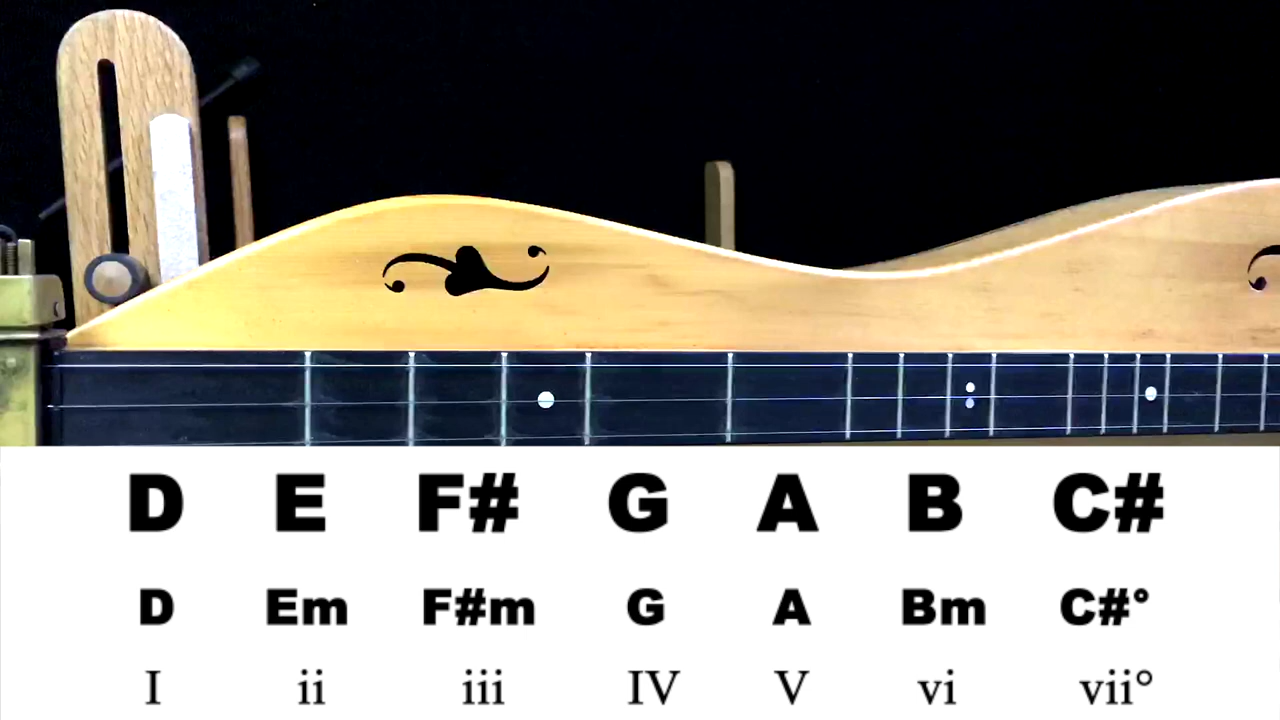 D E F# G A B C#
D Em F#m G A Bm C#°
I ii iii IV V vi vii°